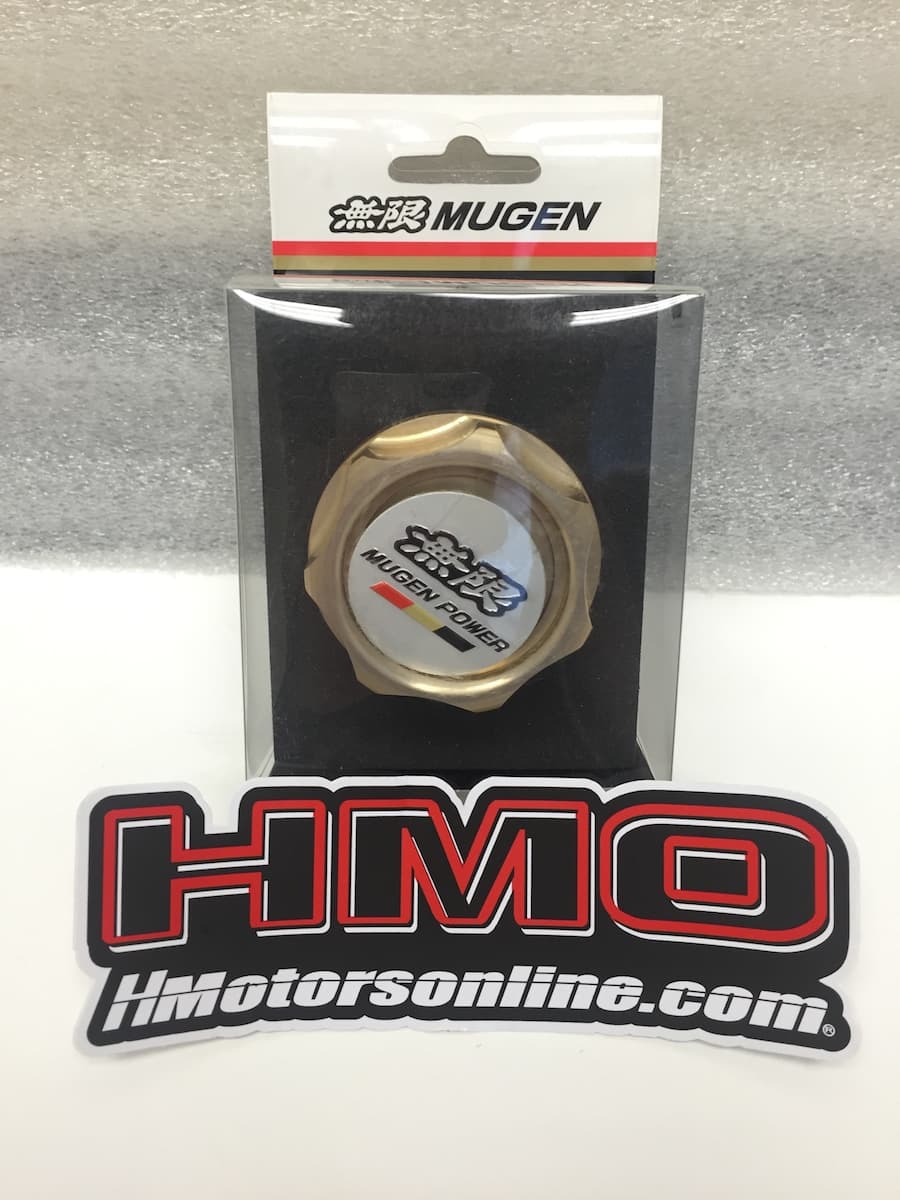 無限 MUGEN
無限
MUGEN POWER
HMO
HMotorsonline.com®